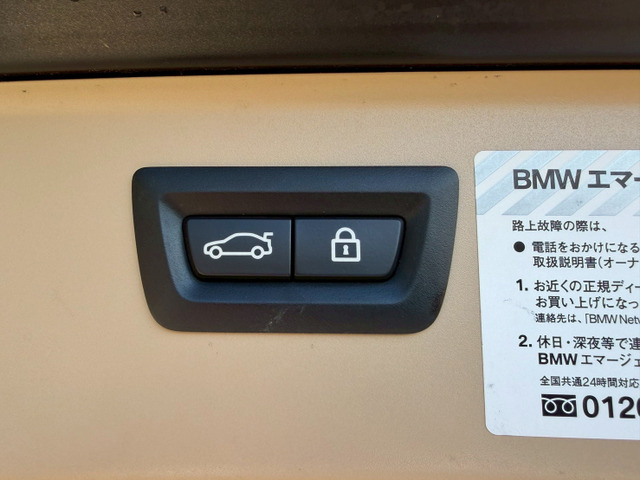 BMW エマー
路上故障の際は、
● 電話をおかけになる
取扱説明書(オーナ
1. お近くの正規ディー
お買い上げになっ
連絡先は、「BMW Netw
2. 休日・深夜等で連
BMW エマージェ
全国共通24時間対応
0120